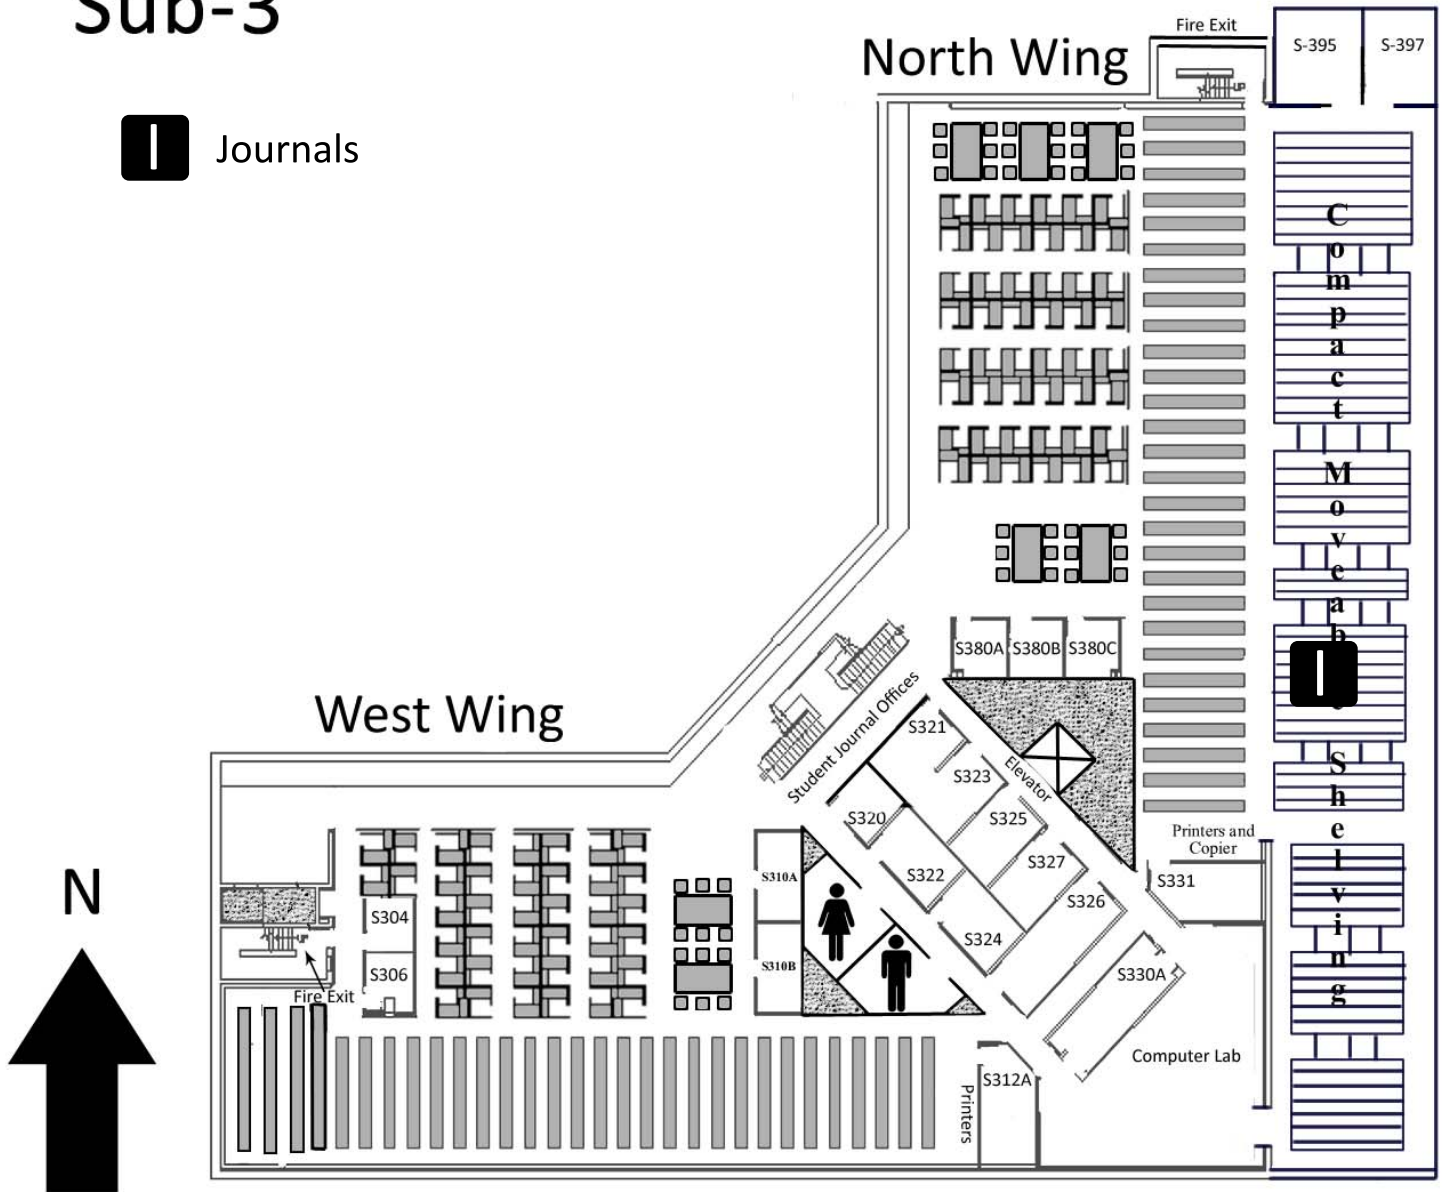 Sub-3
Fire Exit
S-395
S-397
North Wing
UP
I
Journals
Compact Moveable Shelving
I
S380A
S380B
S380C
West Wing
Student Journal Offices
S321
Elevator
S323
S320
S325
Printers and
Copier
S327
S331
S310A
S322
S326
N
S304
S324
UP
S310B
S306
S330A
Fire Exit
Computer Lab
S312A
Printers